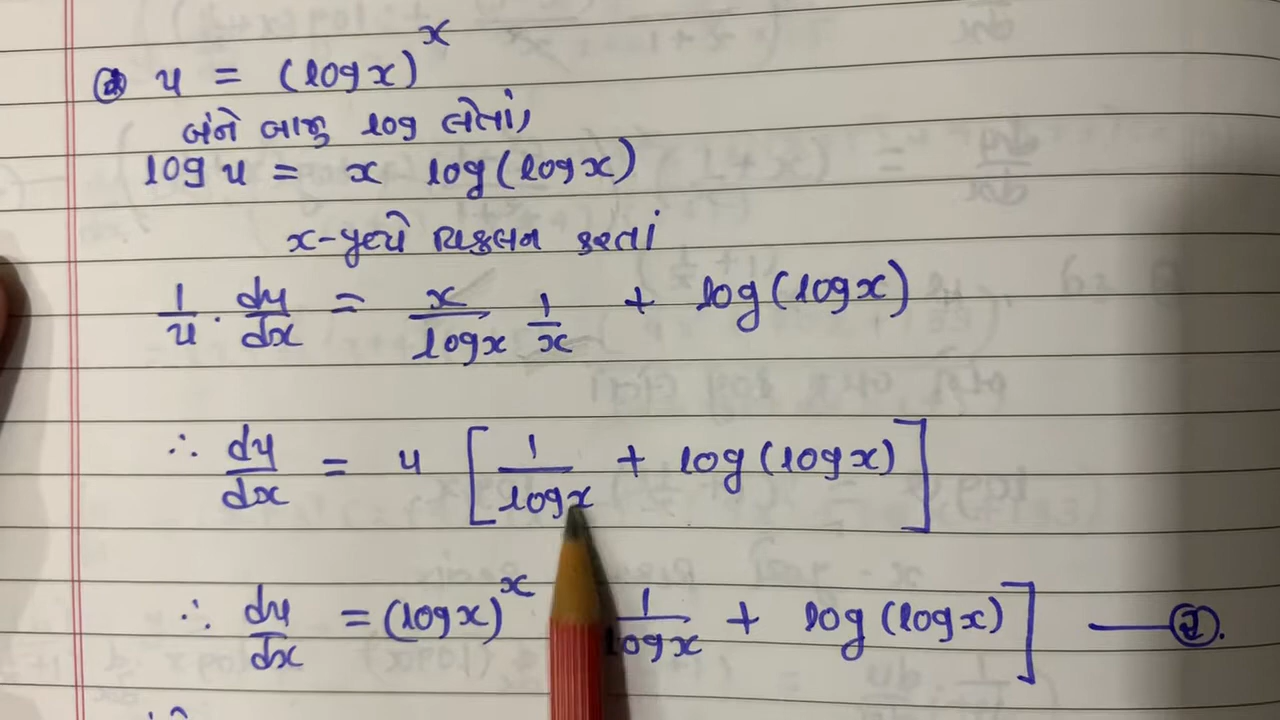 ② u = (log x)^x
બંને બાજુ log લેતાં,
log u = x log(log x)
x-પ્રત્યે વિકલન કરતાં
1/u · du/dx = x/log x 1/x + log(log x)
∴ du/dx = u [1/log x + log(log x)]
∴ du/dx = (log x)^x 1/log x + log(log x)] —— ②.